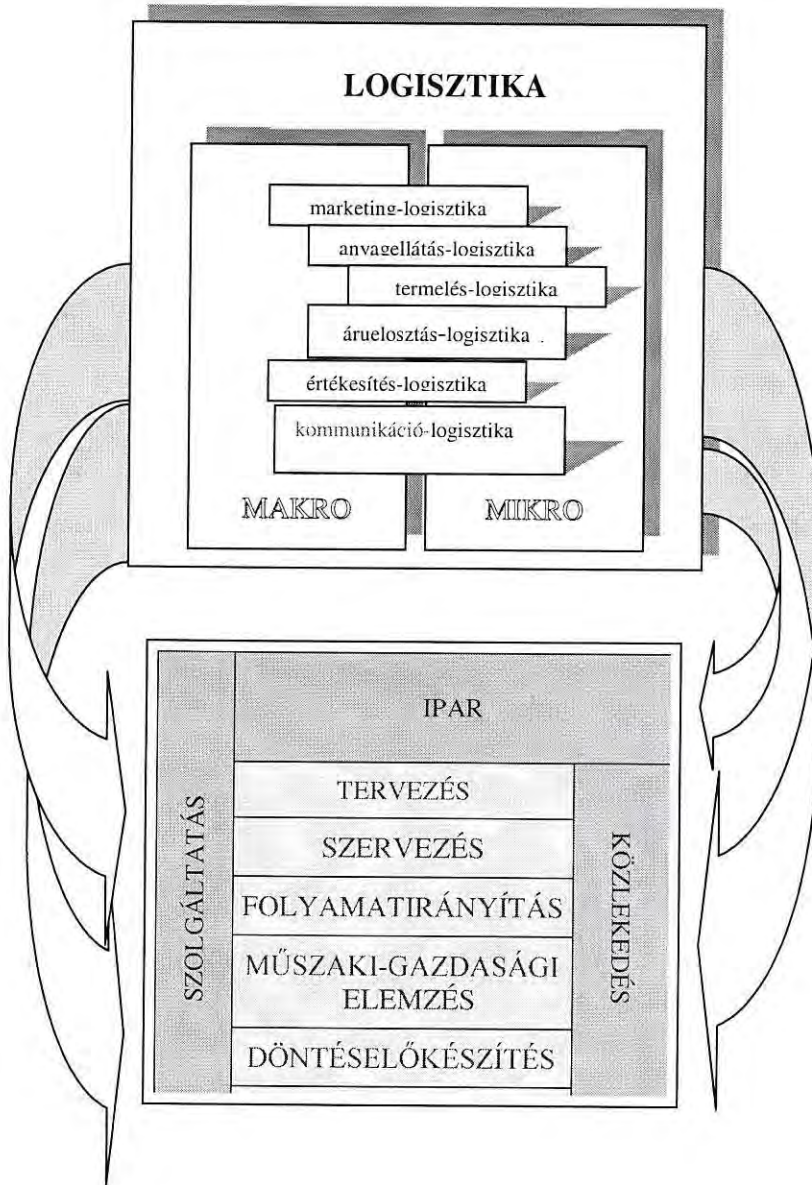 LOGISZTIKA
marketing-logisztika
anyagellátás-logisztika
termelés-logisztika
áruelosztás-logisztika
értékesítés-logisztika
kommunikáció-logisztika
MAKRO
MIKRO
IPAR
SZOLGÁLTATÁS
TERVEZÉS
SZERVEZÉS
FOLYAMATIRÁNYÍTÁS
MŰSZAKI-GAZDASÁGI
ELEMZÉS
DÖNTÉSELŐKÉSZÍTÉS
KÖZLEKEDÉS